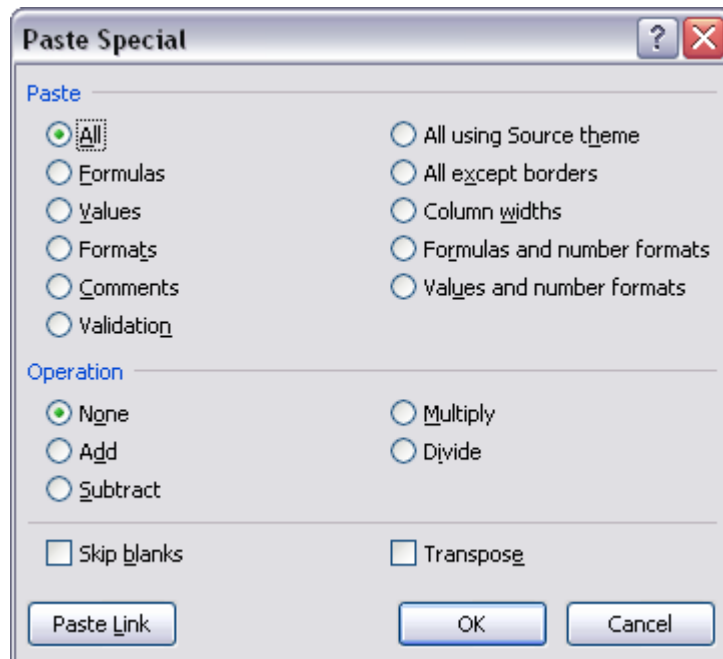 Paste Special
?
Paste
All
All using Source theme
Formulas
All except borders
Values
Column widths
Formats
Formulas and number formats
Comments
Values and number formats
Validation
Operation
None
Multiply
Add
Divide
Subtract
Skip blanks
Transpose
Paste Link
OK
Cancel